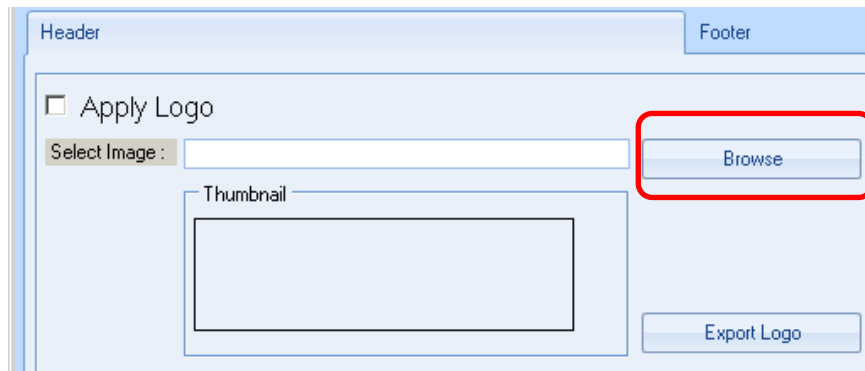 Header
Footer
Apply Logo
Select Image :
Browse
Thumbnail
Export Logo